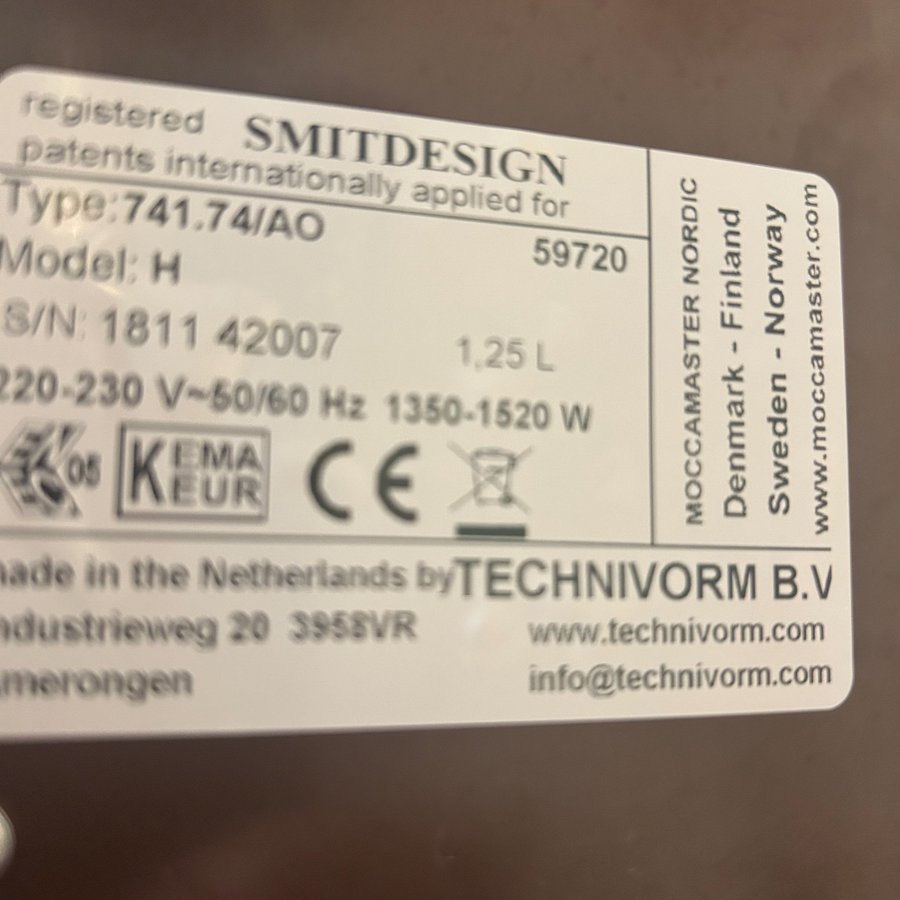 registered SMITDESIGN
patents internationally applied for
Type:741.74/AO
59720
Model: H
S/N: 1811 42007
1,25 L
220-230 V~50/60 Hz 1350-1520 W
05
KEMA
EUR
CE
MOCCAMASTER NORDIC
Denmark - Finland
Sweden - Norway
www.moccamaster.com
made in the Netherlands by TECHNIVORM B.V
ndustrieweg 20 3958VR
www.technivorm.com
merongen
info@technivorm.com